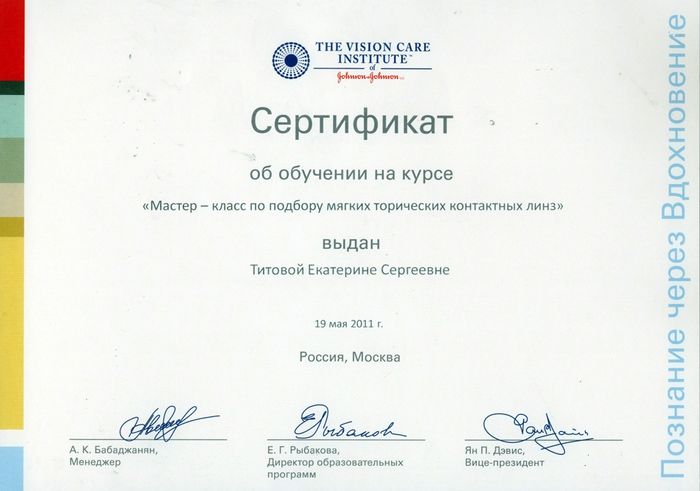 THE VISION CARE
INSTITUTE™
of
Johnson & Johnson
Сертификат
об обучении на курсе
«Мастер – класс по подбору мягких торических контактных линз»
выдан
Титовой Екатерине Сергеевне
19 мая 2011 г.
Россия, Москва
А. К. Бабаджанян,
Менеджер
Е. Г. Рыбакова,
Директор образовательных
программ
Ян П. Дэвис,
Вице-президент
Познание через Вдохновение